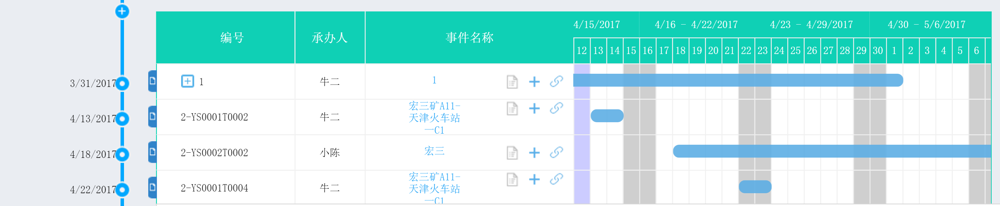 4/15/2017 4/16 - 4/22/2017 4/23 - 4/29/2017 4/30 - 5/6/2017
编号 承办人 事件名称
12 13 14 15 16 17 18 19 20 21 22 23 24 25 26 27 28 29 30 1 2 3 4 5 6
3/31/2017 1 牛二 1
4/13/2017 2-YS0001T0002 牛二 宏三矿A11-
天津火车站
一C1
4/18/2017 2-YS0002T0002 小陈 宏三
4/22/2017 2-YS0001T0004 牛二 宏三矿A11-
天津火车站
一C1